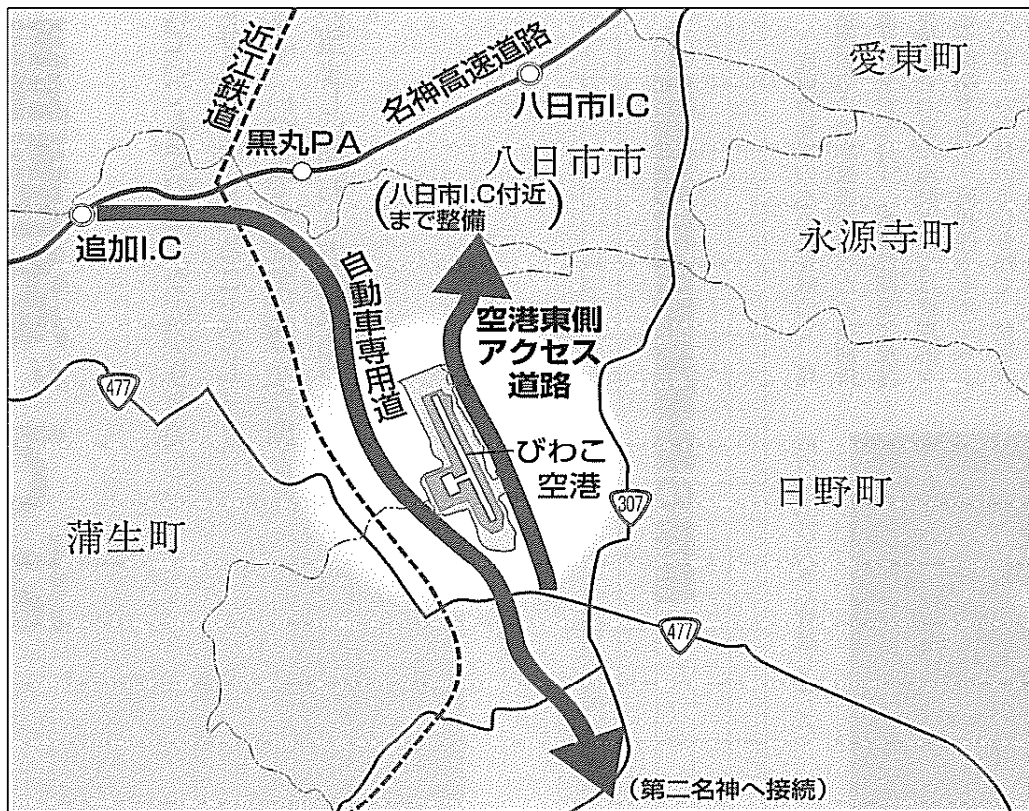 近江鉄道
名神高速道路
愛東町
八日市I.C
黒丸PA
八日市市
(八日市I.C付近
まで整備)
永源寺町
追加I.C
自動車専用道
空港東側
アクセス
道路
477
びわこ
空港
307
日野町
蒲生町
477
(第二名神へ接続)